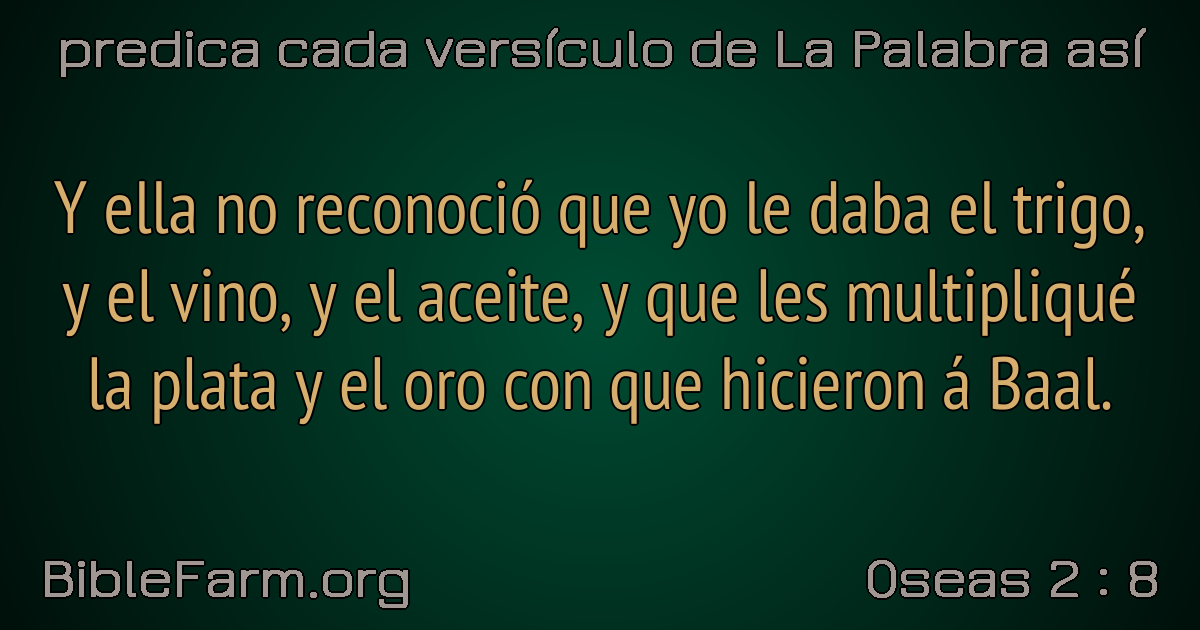 predica cada versículo de La Palabra así
Y ella no reconoció que yo le daba el trigo,
y el vino, y el aceite, y que les multipliqué
la plata y el oro con que hicieron á Baal.
BibleFarm.org
Oseas 2 : 8